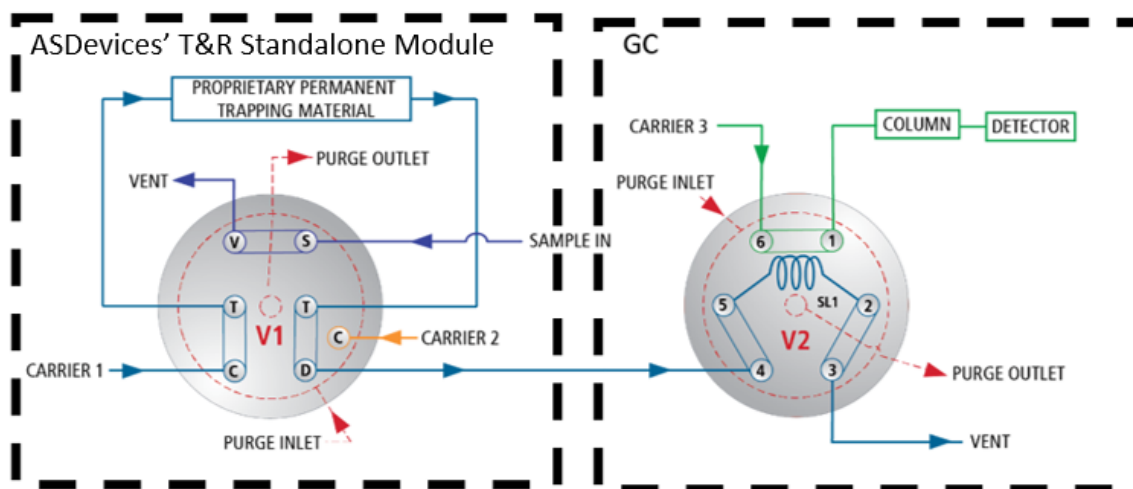 ASDevices' T&R Standalone Module
GC
PROPRIETARY PERMANENT
TRAPPING MATERIAL
CARRIER 3
COLUMN
DETECTOR
PURGE OUTLET
VENT
PURGE INLET
V
S
SAMPLE IN
6
1
T
T
V1
C
CARRIER 2
5
SL1
2
V2
CARRIER 1
C
D
4
3
PURGE OUTLET
PURGE INLET
VENT